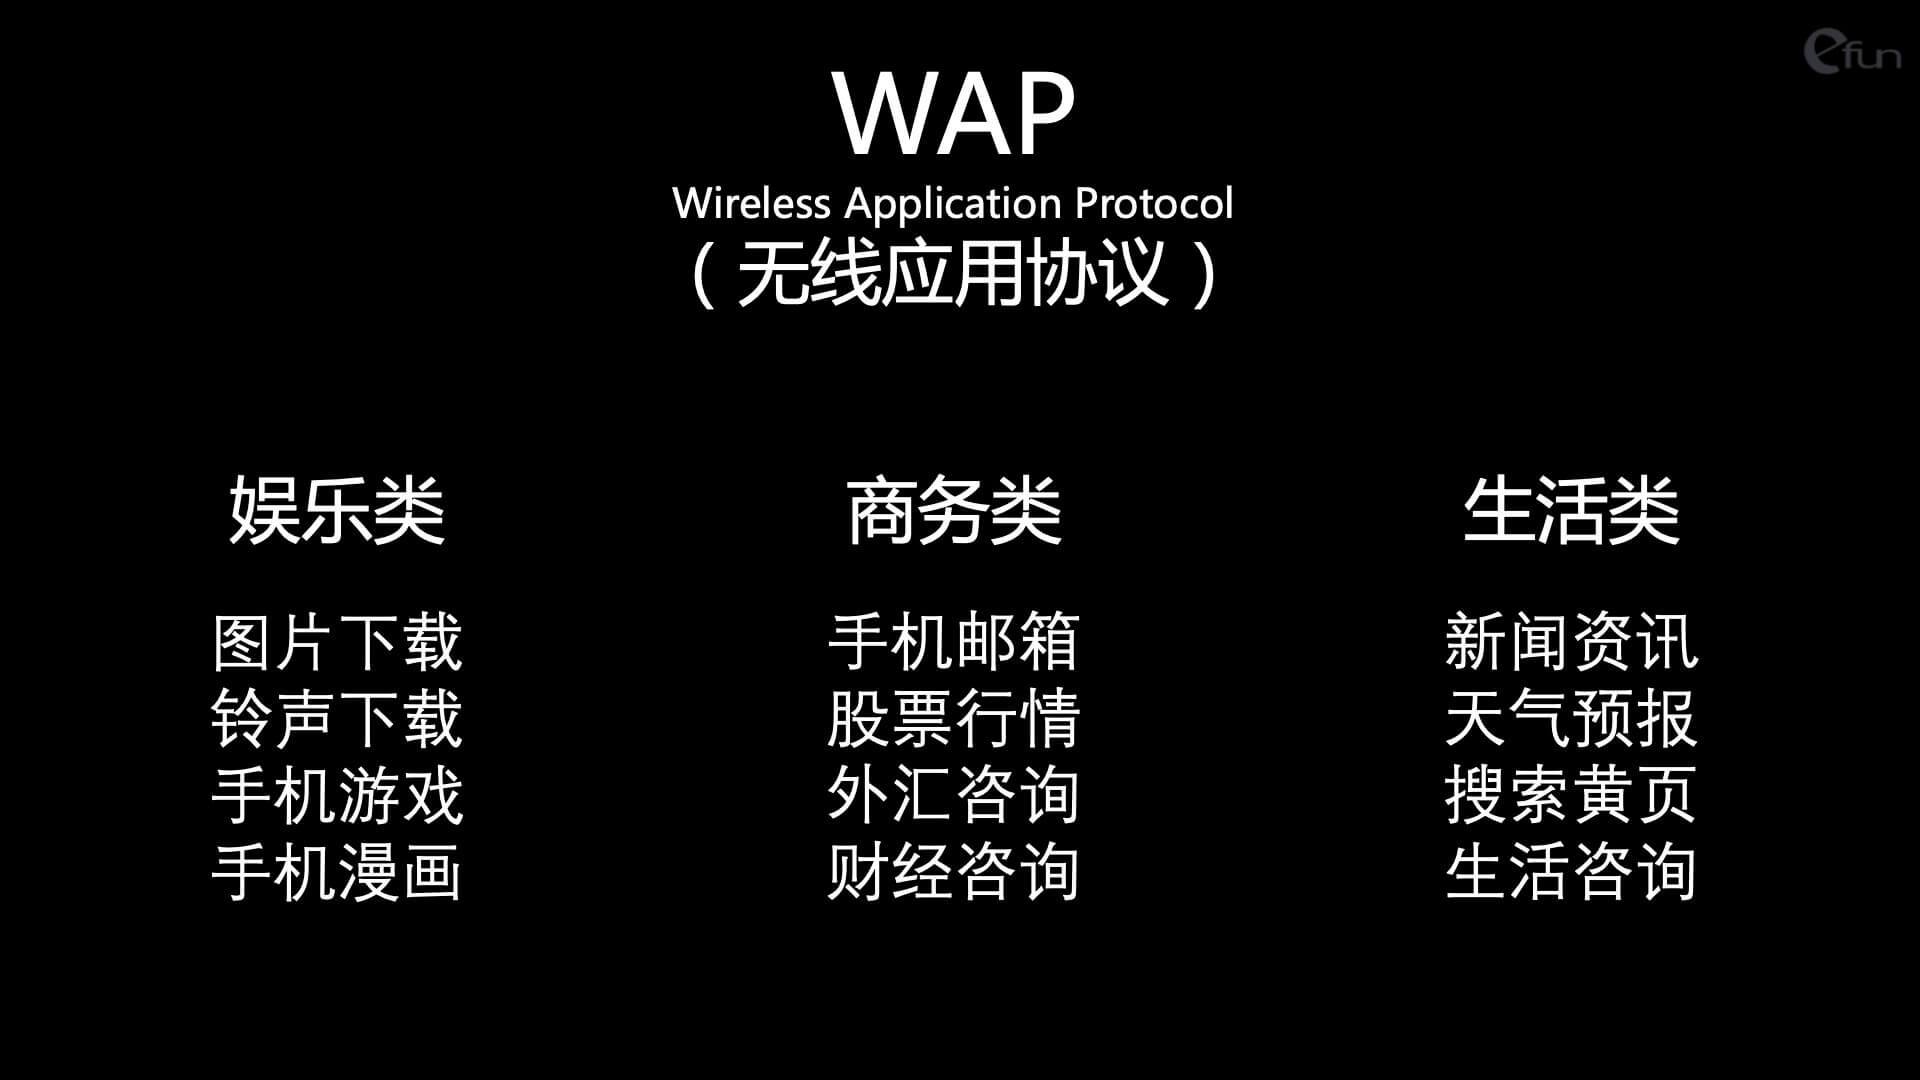 efun
WAP
Wireless Application Protocol
（无线应用协议）
娱乐类
图片下载
铃声下载
手机游戏
手机漫画
商务类
手机邮箱
股票行情
外汇咨询
财经咨询
生活类
新闻资讯
天气预报
搜索黄页
生活咨询